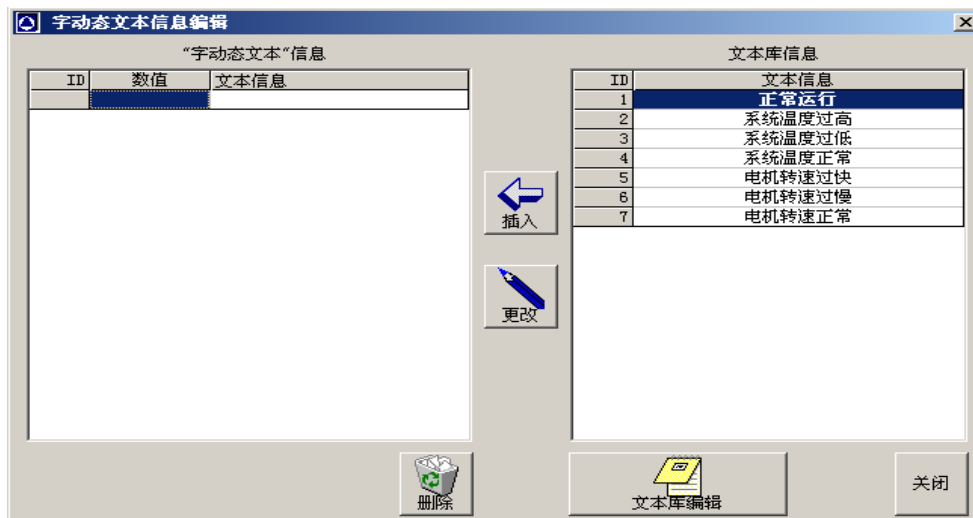 字动态文本信息编辑
“字动态文本”信息
文本库信息
ID 数值 文本信息
ID 文本信息
1 正常运行
2 系统温度过高
3 系统温度过低
4 系统温度正常
5 电机转速过快
6 电机转速过慢
7 电机转速正常
插入
更改
删除
文本库编辑
关闭